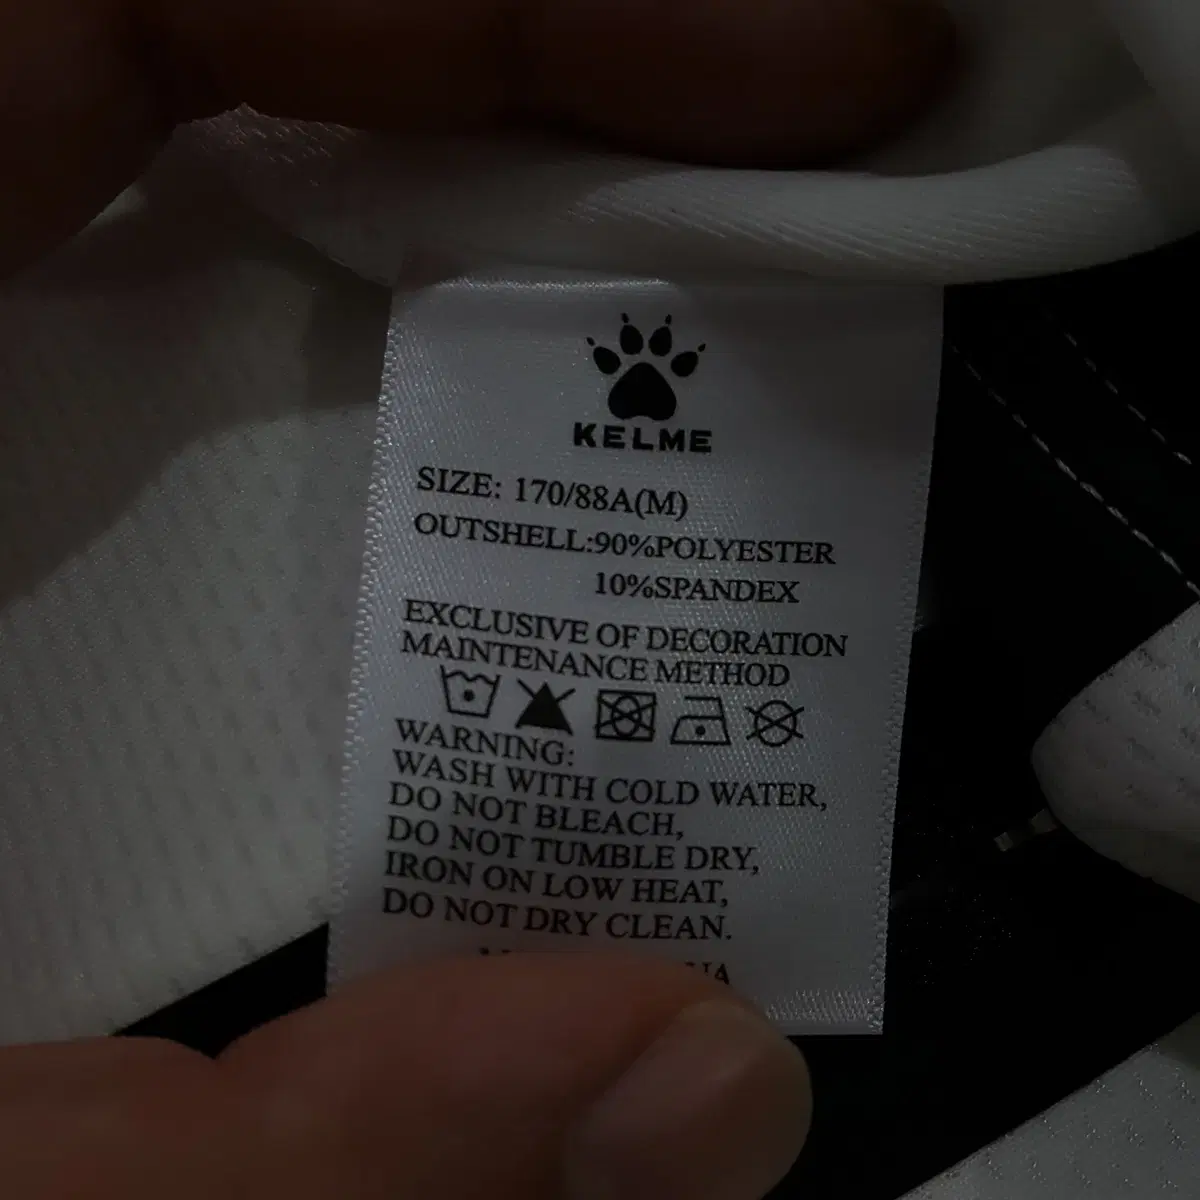 KELME
SIZE: 170/88A(M)
OUTSHELL:90%POLYESTER
10%SPANDEX
EXCLUSIVE OF DECORATION
MAINTENANCE METHOD
WARNING:
WASH WITH COLD WATER,
DO NOT BLEACH,
DO NOT TUMBLE DRY,
IRON ON LOW HEAT,
DO NOT DRY CLEAN.